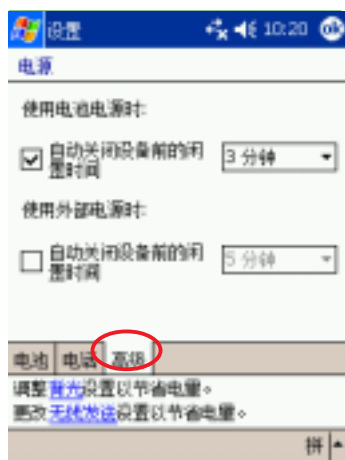 设置 10:20 ok
电源
使用电池电源时:
自动关闭设备前的闲
置时间
3 分钟
使用外部电源时:
自动关闭设备前的闲
置时间
5 分钟
电池 电话 高级
调整背光设置以节省电量。
更改无线发送设置以节省电量。
拼